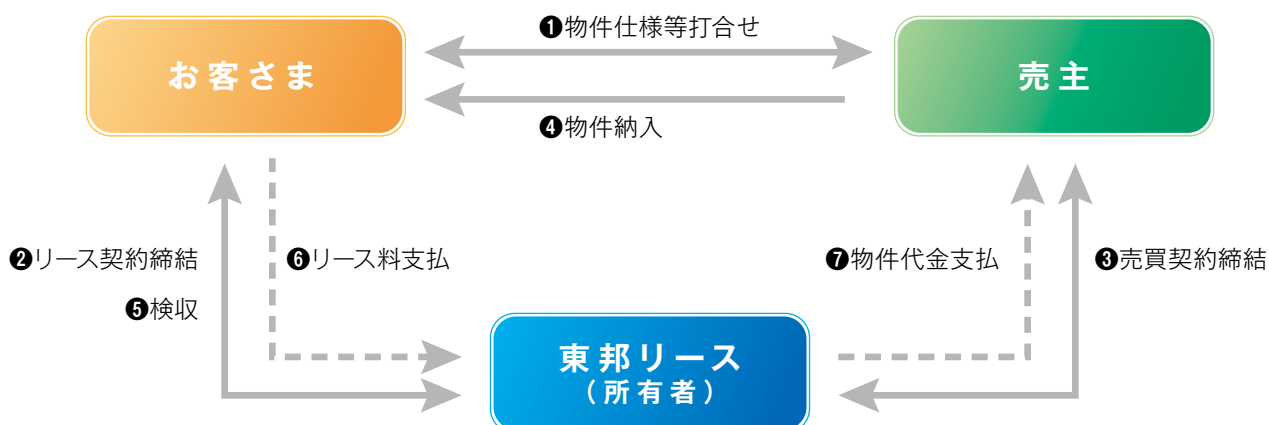 ❶物件仕様等打合せ
お客さま
売主
❹物件納入
❷リース契約締結
❻リース料支払
❼物件代金支払
❸売買契約締結
❺検収
東邦リース
（所有者）